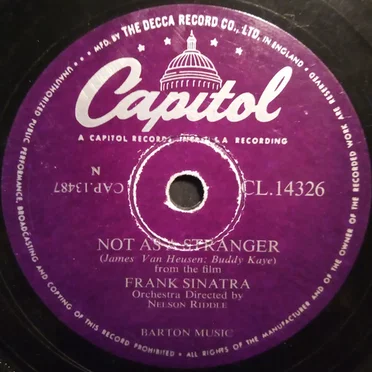 MFD. BY THE DECCA RECORD CO., LTD., IN ENGLAND.
Capitol
A CAPITOL RECORDS, INC., U.S.A. RECORDING
N
CAP.13487
CL.14326
NOT AS A STRANGER
(James Van Heusen; Buddy Kaye)
from the film
FRANK SINATRA
Orchestra Directed by
NELSON RIDDLE
BARTON MUSIC
UNAUTHORIZED PUBLIC PERFORMANCE, BROADCASTING AND COPYING OF THIS RECORD PROHIBITED • ALL RIGHTS OF THE MANUFACTURER AND OF THE OWNER OF THE RECORDED WORK ARE RESERVED